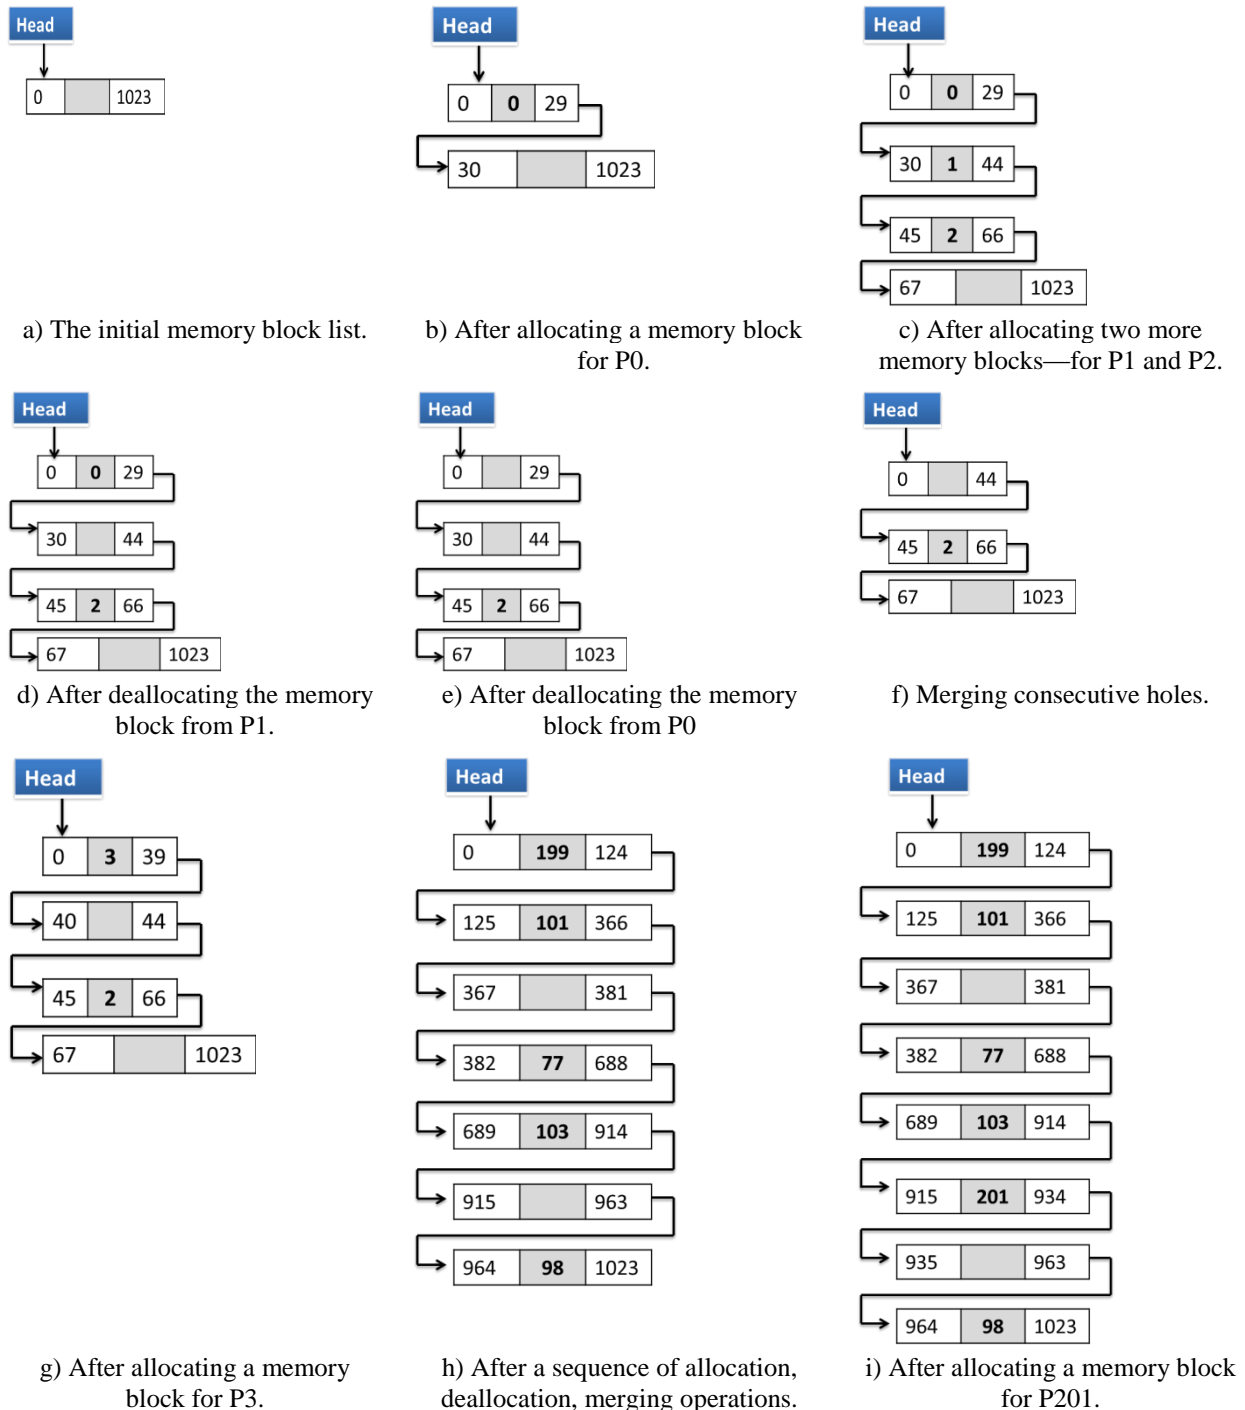 Head
0 1023
a) The initial memory block list.
Head
0 0 29
30 1023
b) After allocating a memory block
for P0.
Head
0 0 29
30 1 44
45 2 66
67 1023
c) After allocating two more
memory blocks—for P1 and P2.
Head
0 0 29
30 44
45 2 66
67 1023
d) After deallocating the memory
block from P1.
Head
0 29
30 44
45 2 66
67 1023
e) After deallocating the memory
block from P0
Head
0 44
45 2 66
67 1023
f) Merging consecutive holes.
Head
0 3 39
40 44
45 2 66
67 1023
g) After allocating a memory
block for P3.
Head
0 199 124
125 101 366
367 381
382 77 688
689 103 914
915 963
964 98 1023
h) After a sequence of allocation,
deallocation, merging operations.
Head
0 199 124
125 101 366
367 381
382 77 688
689 103 914
915 201 934
935 963
964 98 1023
i) After allocating a memory block
for P201.